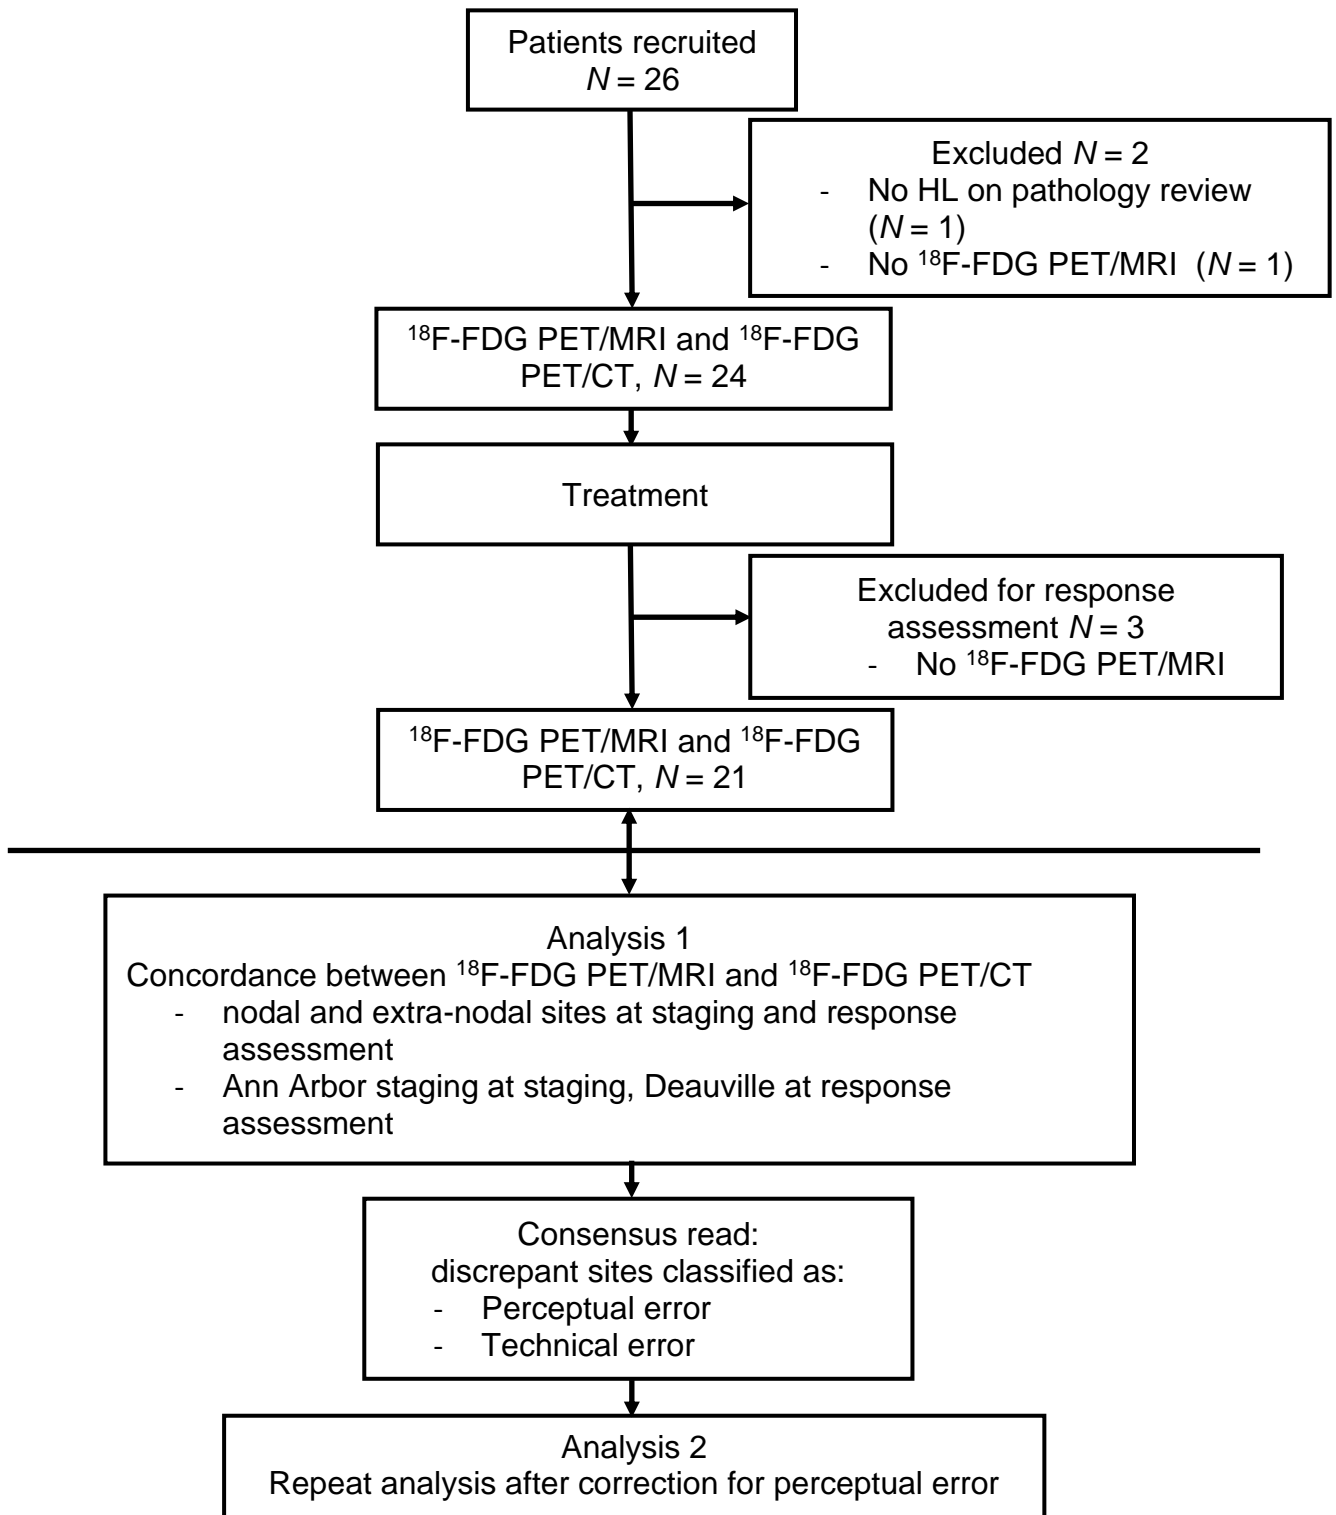 Patients recruited
N = 26
Excluded N = 2
- No HL on pathology review
(N = 1)
- No ¹⁸F-FDG PET/MRI (N = 1)
¹⁸F-FDG PET/MRI and ¹⁸F-FDG
PET/CT, N = 24
Treatment
Excluded for response
assessment N = 3
- No ¹⁸F-FDG PET/MRI
¹⁸F-FDG PET/MRI and ¹⁸F-FDG
PET/CT, N = 21
Analysis 1
Concordance between ¹⁸F-FDG PET/MRI and ¹⁸F-FDG PET/CT
- nodal and extra-nodal sites at staging and response
assessment
- Ann Arbor staging at staging, Deauville at response
assessment
Consensus read:
discrepant sites classified as:
- Perceptual error
- Technical error
Analysis 2
Repeat analysis after correction for perceptual error